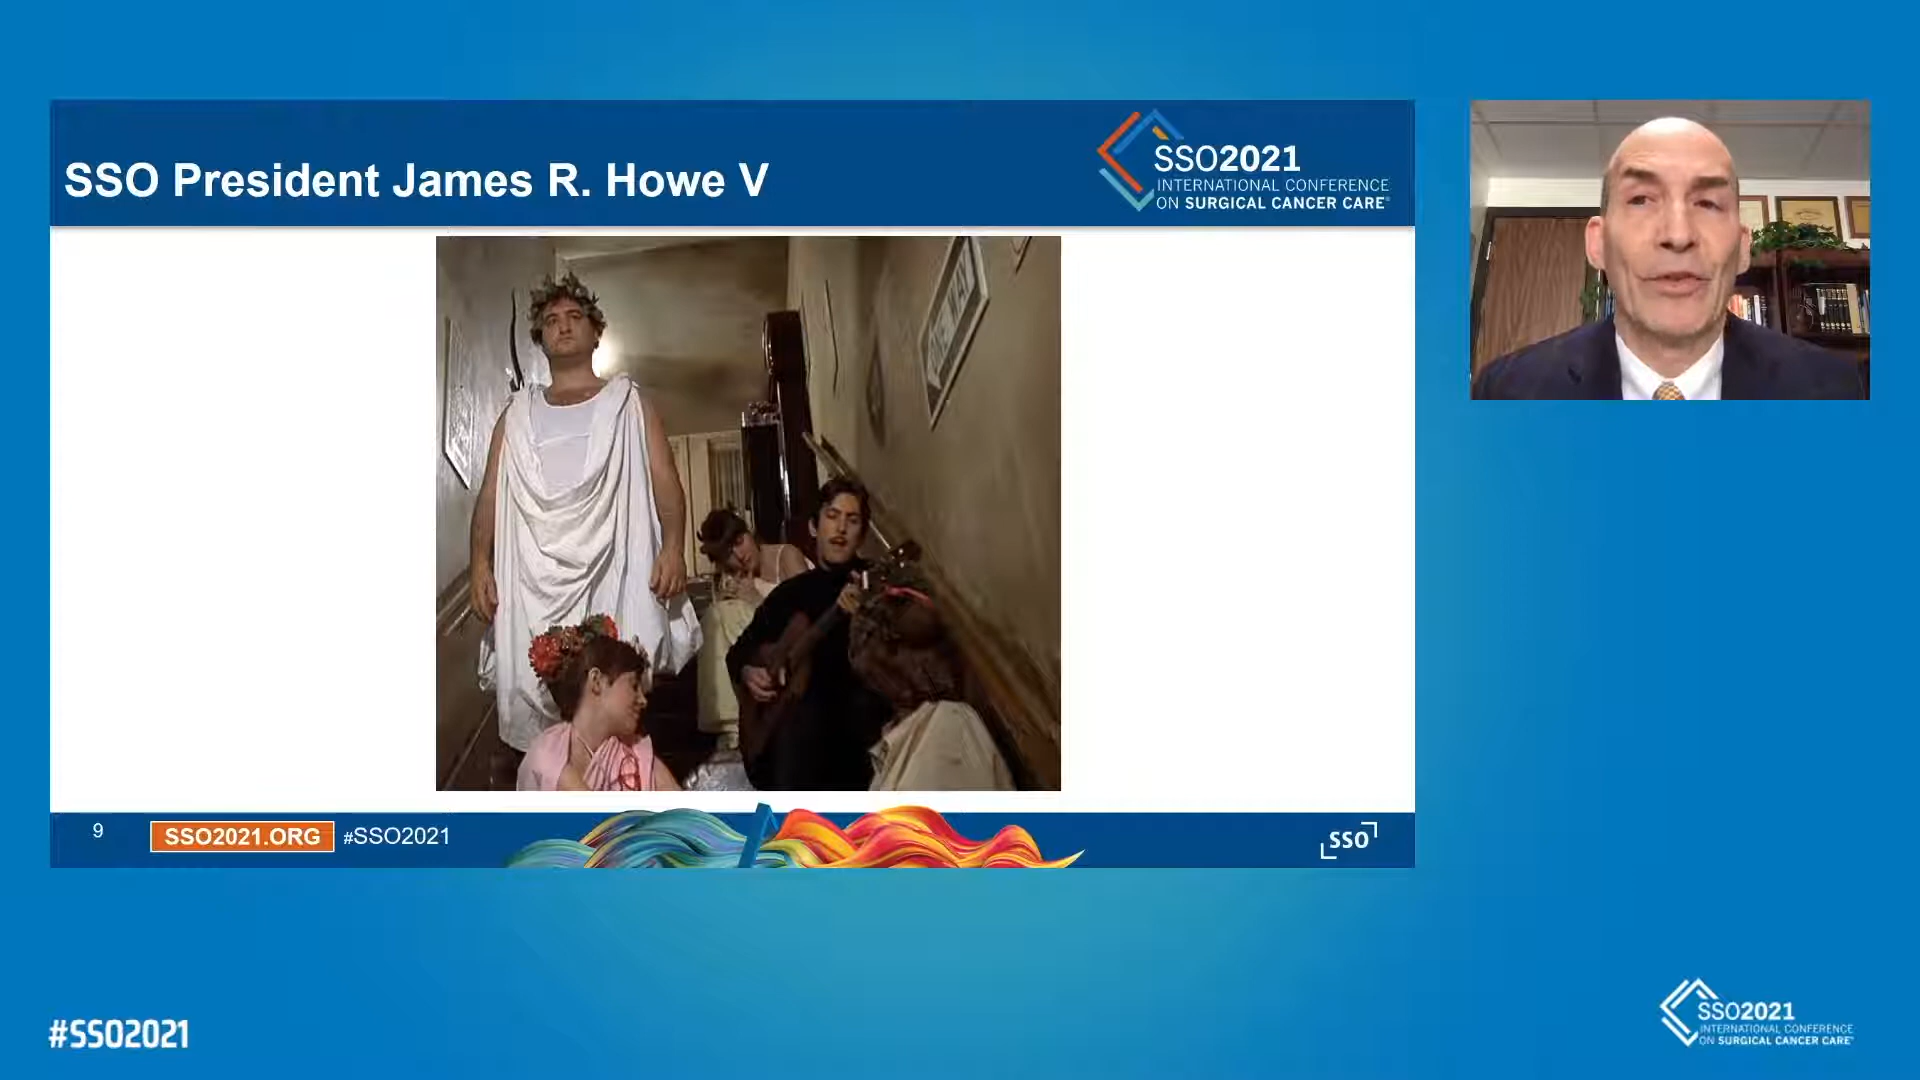 SSO President James R. Howe V
SSO2021
INTERNATIONAL CONFERENCE
ON SURGICAL CANCER CARE®
9
SSO2021.ORG
#SSO2021
SSO
#SSO2021
SSO2021
INTERNATIONAL CONFERENCE
ON SURGICAL CANCER CARE®